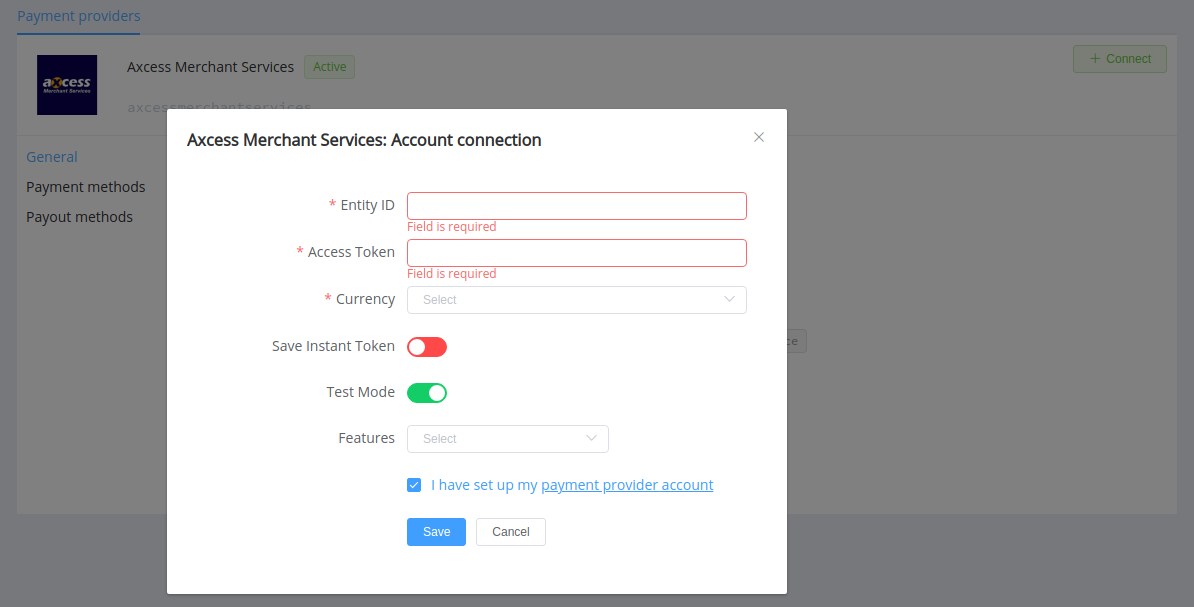 Payment providers
axcess
Merchant Services
Axcess Merchant Services Active
+ Connect
axcessmerchantservices
General
Payment methods
Payout methods
Axcess Merchant Services: Account connection
* Entity ID
Field is required
* Access Token
Field is required
* Currency Select
Save Instant Token
Test Mode
Features Select
I have set up my payment provider account
Save Cancel
ce